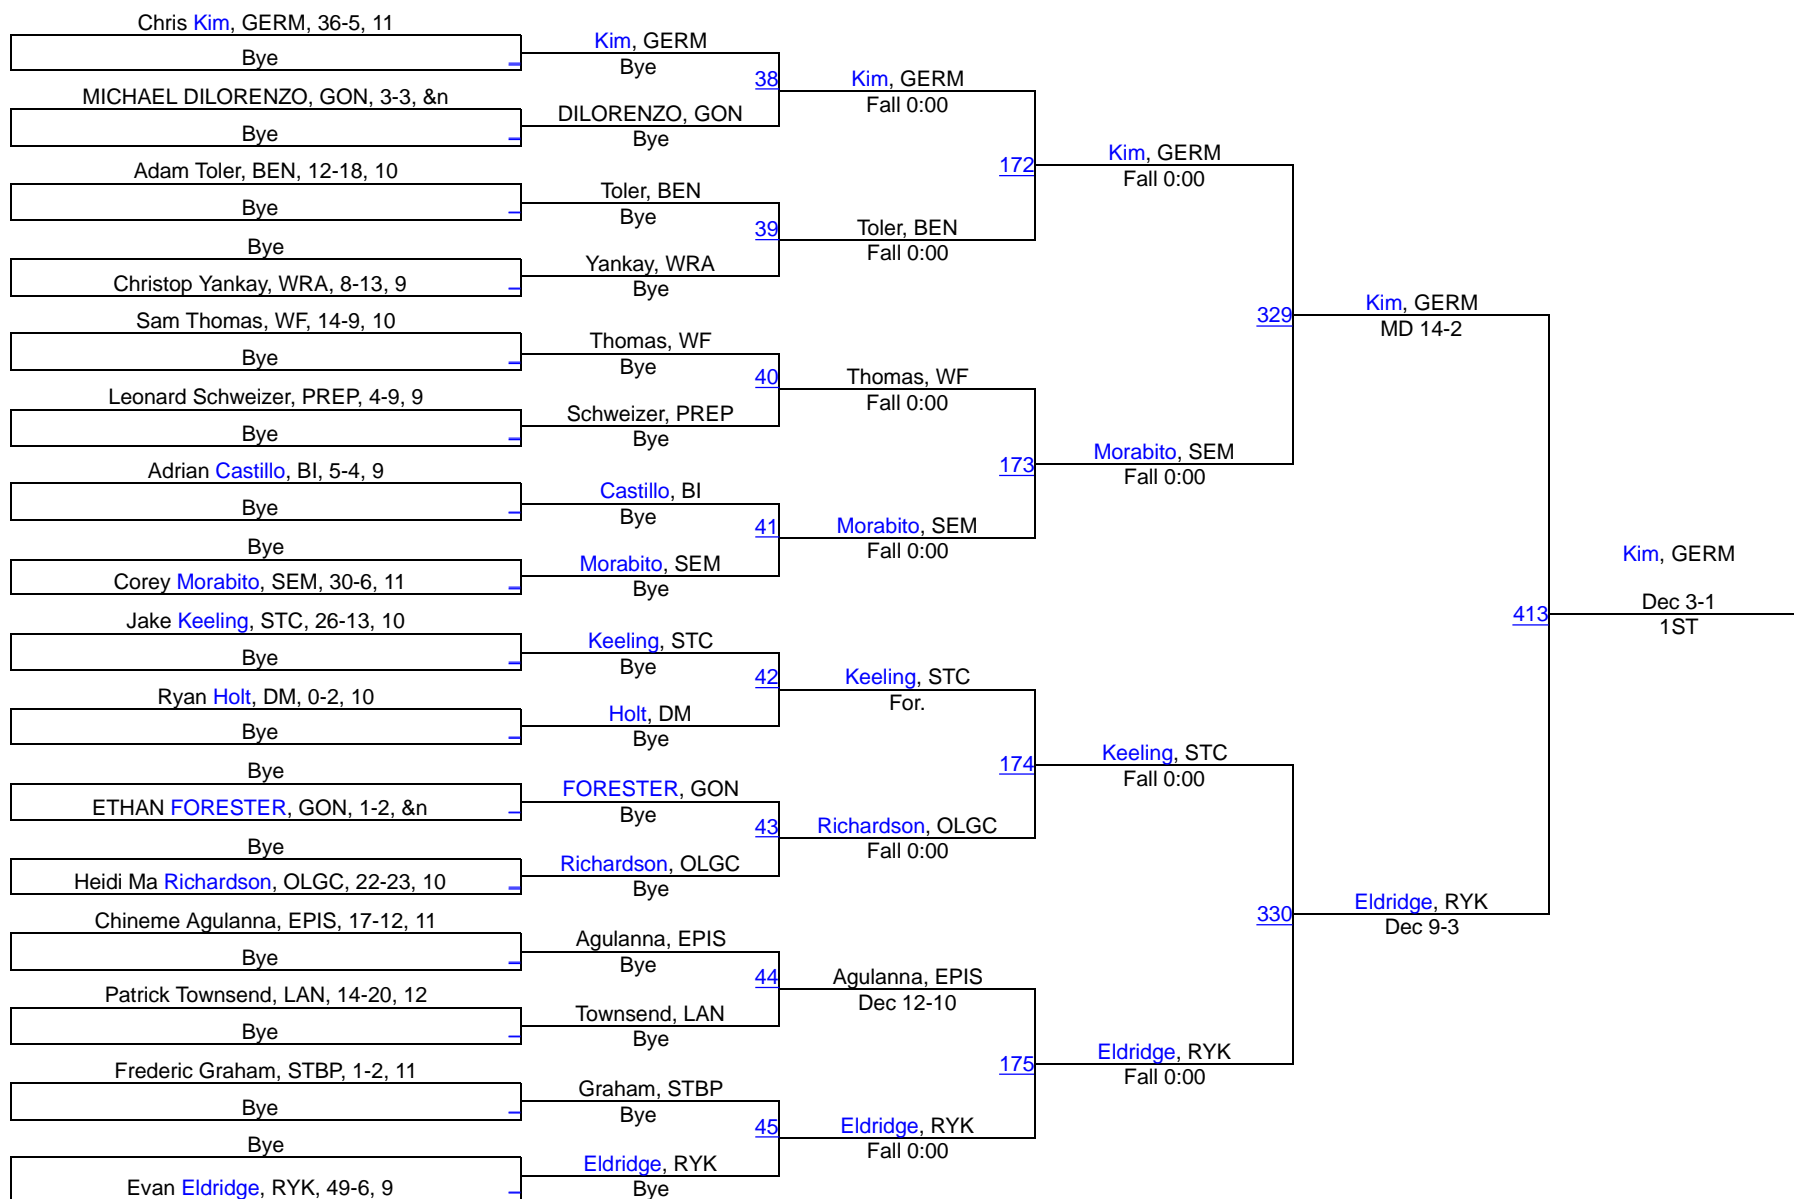 Chris Kim, GERM, 36-5, 11
Bye
MICHAEL DILORENZO, GON, 3-3, &n
Bye
Adam Toler, BEN, 12-18, 10
Bye
Bye
Christop Yankay, WRA, 8-13, 9
Sam Thomas, WF, 14-9, 10
Bye
Leonard Schweizer, PREP, 4-9, 9
Bye
Adrian Castillo, BI, 5-4, 9
Bye
Bye
Corey Morabito, SEM, 30-6, 11
Jake Keeling, STC, 26-13, 10
Bye
Ryan Holt, DM, 0-2, 10
Bye
Bye
ETHAN FORESTER, GON, 1-2, &n
Bye
Heidi Ma Richardson, OLGC, 22-23, 10
Chineme Agulanna, EPIS, 17-12, 11
Bye
Patrick Townsend, LAN, 14-20, 12
Bye
Frederic Graham, STBP, 1-2, 11
Bye
Bye
Evan Eldridge, RYK, 49-6, 9
Kim, GERM
Bye
38
DILORENZO, GON
Bye
Toler, BEN
Bye
39
Yankay, WRA
Bye
Thomas, WF
Bye
40
Schweizer, PREP
Bye
Castillo, BI
Bye
41
Morabito, SEM
Bye
Keeling, STC
Bye
42
Holt, DM
Bye
FORESTER, GON
Bye
43
Richardson, OLGC
Bye
Agulanna, EPIS
Bye
44
Townsend, LAN
Bye
Graham, STBP
Bye
45
Eldridge, RYK
Bye
Kim, GERM
Fall 0:00
172
Toler, BEN
Fall 0:00
Thomas, WF
Fall 0:00
173
Morabito, SEM
Fall 0:00
Keeling, STC
For.
174
Richardson, OLGC
Fall 0:00
Agulanna, EPIS
Dec 12-10
175
Eldridge, RYK
Fall 0:00
Kim, GERM
Fall 0:00
329
Morabito, SEM
Fall 0:00
Keeling, STC
Fall 0:00
330
Eldridge, RYK
Fall 0:00
Kim, GERM
MD 14-2
413
Eldridge, RYK
Dec 9-3
Kim, GERM
Dec 3-1
1ST